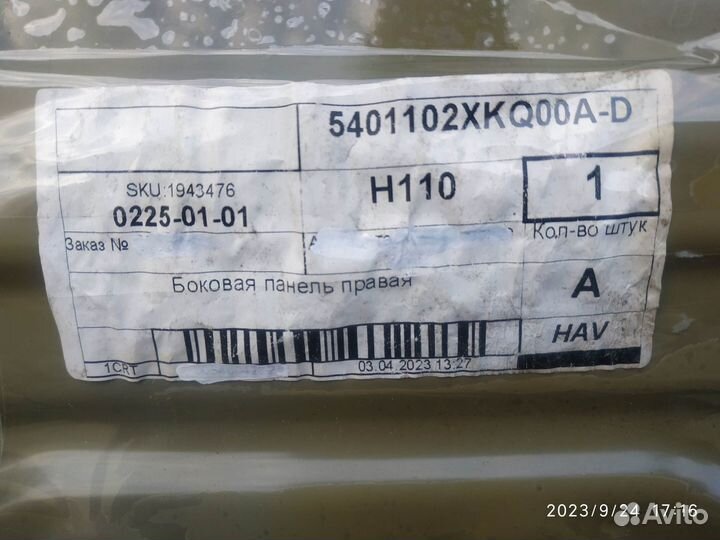 5401102XKQ00A-D
SKU:1943476
0225-01-01
H110
1
Заказ №
Кол-во штук
Боковая панель правая
A
HAV
1CRT
03.04.2023 13:27
2023/9/24 17:16
Avito